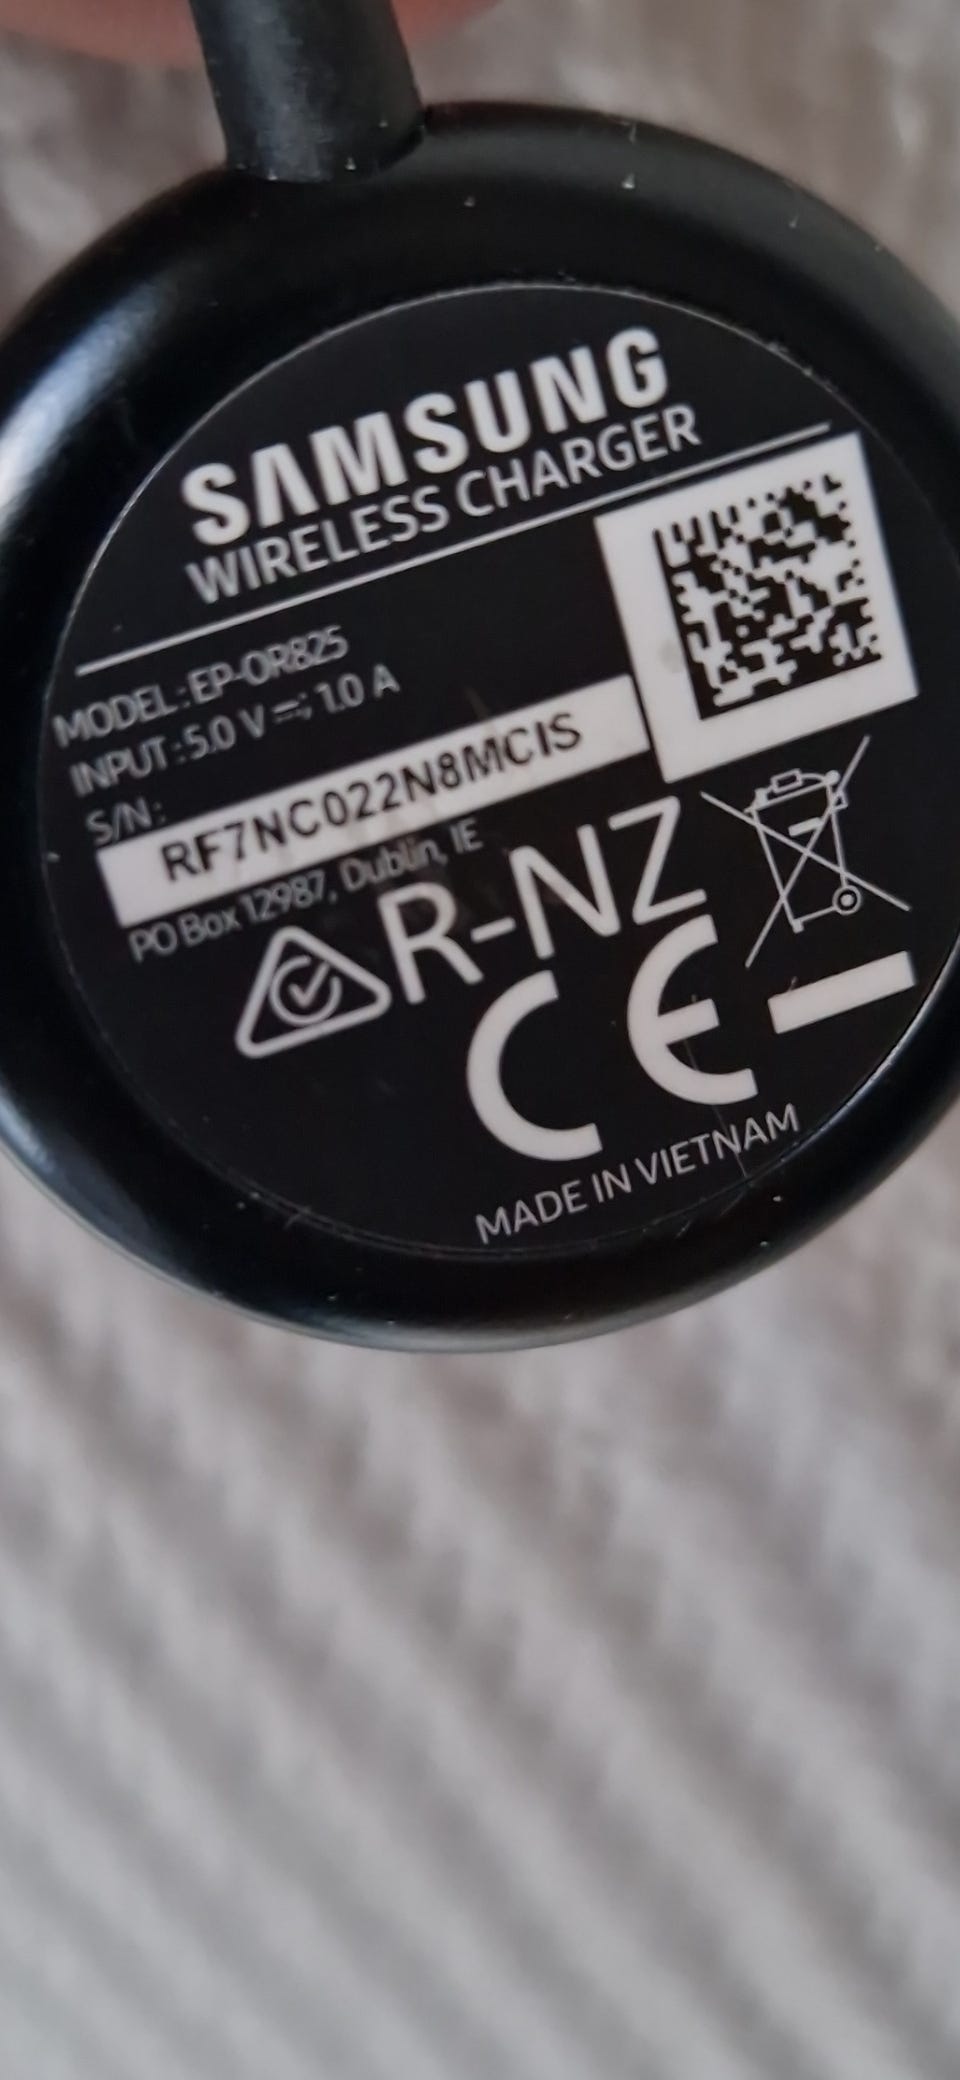 SAMSUNG
WIRELESS CHARGER
MODEL : EP-OR825
INPUT : 5.0 V ⎓; 1.0 A
S/N :
RF7NC022N8MCIS
PO Box 12987, Dublin, IE
R-NZ
CE
MADE IN VIETNAM